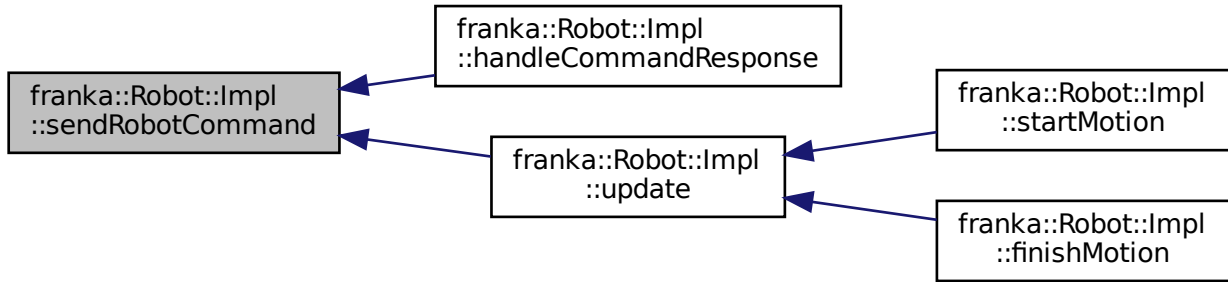 franka::Robot::Impl
::sendRobotCommand
franka::Robot::Impl
::handleCommandResponse
franka::Robot::Impl
::update
franka::Robot::Impl
::startMotion
franka::Robot::Impl
::finishMotion